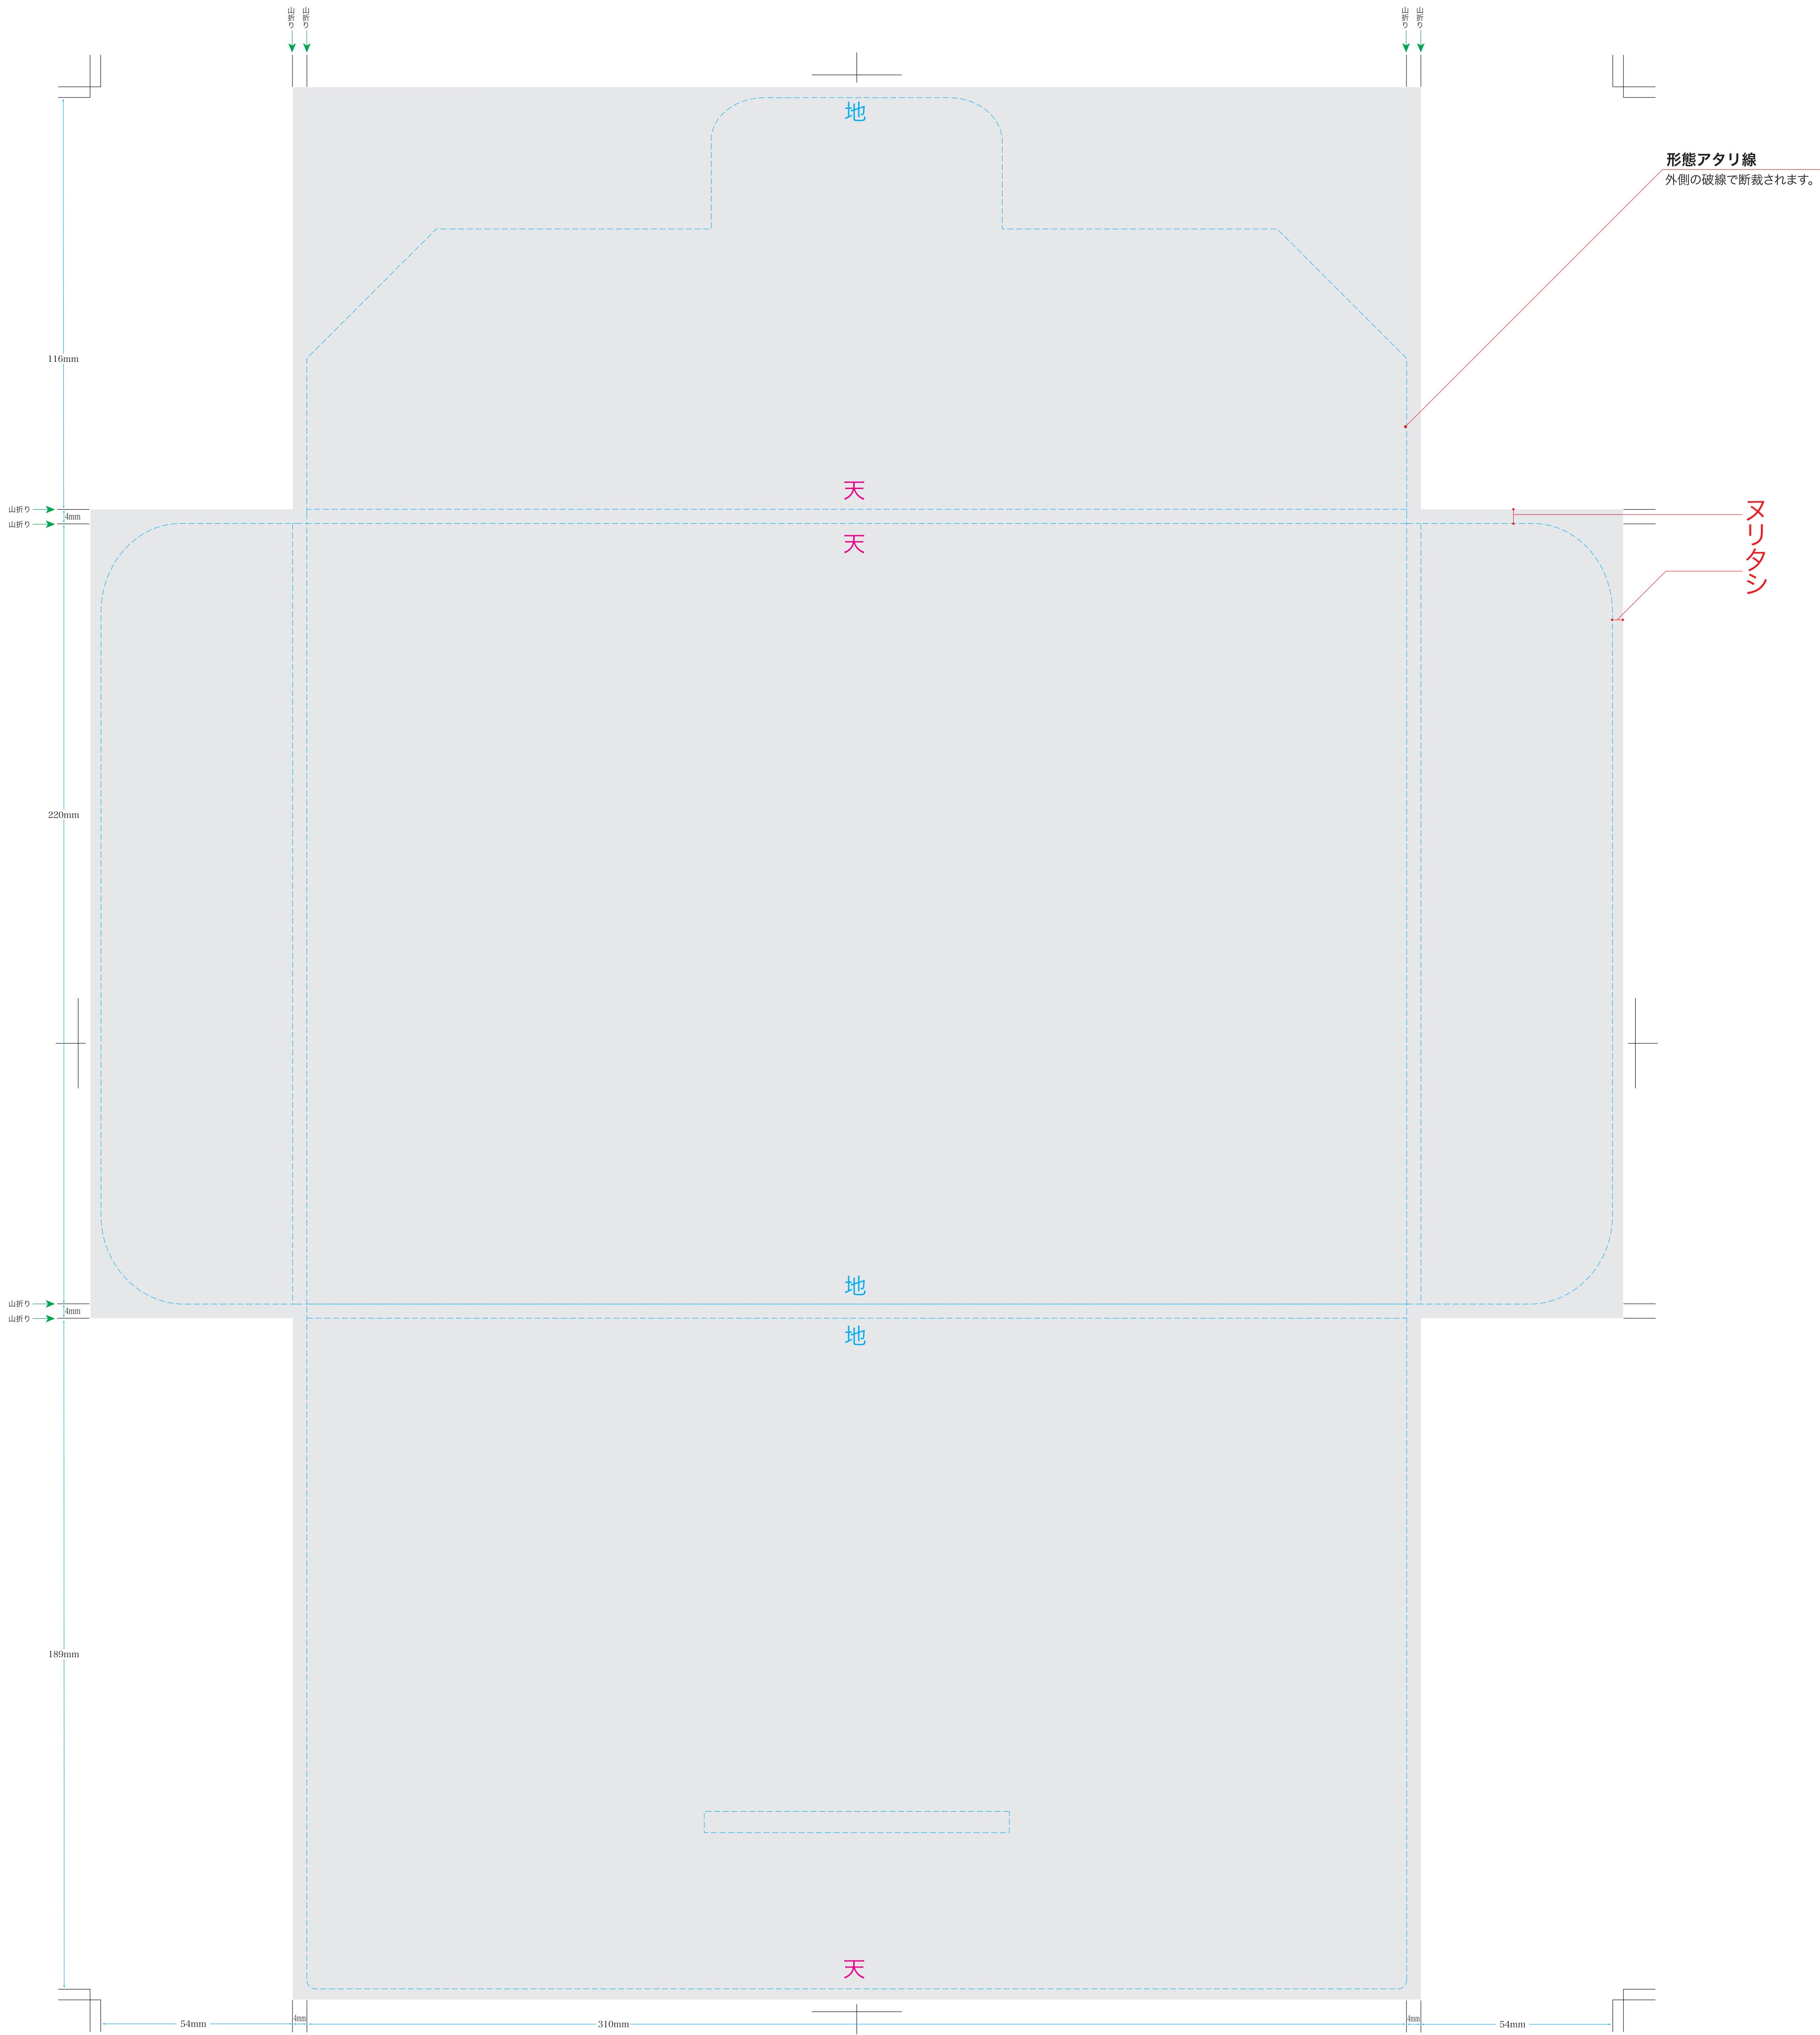 山折り
山折り
山折り
山折り
地
形態アタリ線
外側の破線で断裁されます。
116mm
天
山折り
4mm
山折り
天
ヌリタシ
220mm
地
山折り
4mm
山折り
地
189mm
天
54mm
4mm
310mm
4mm
54mm